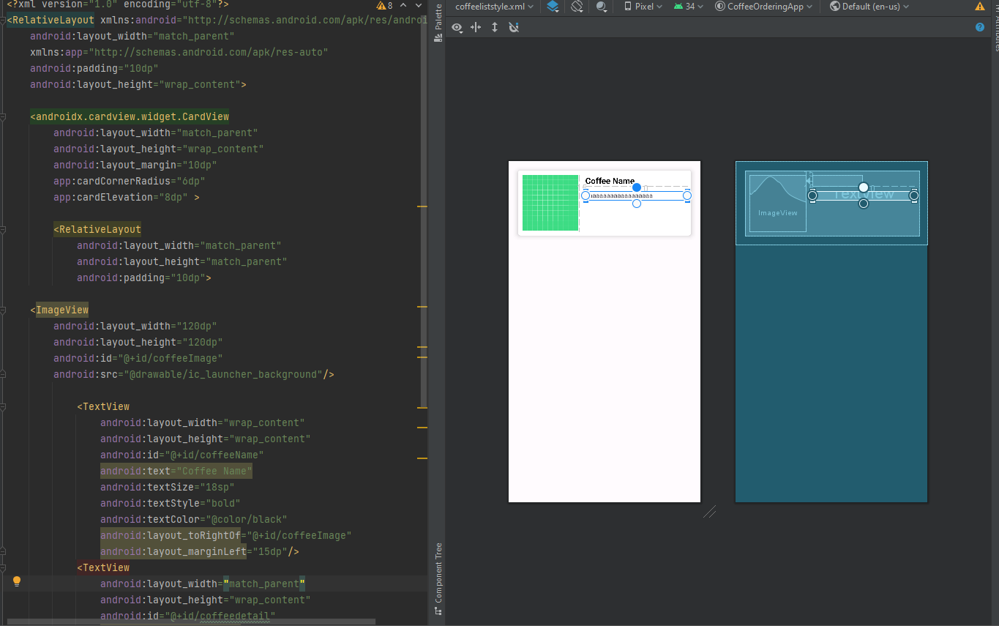 <?xml version="1.0" encoding="utf-8"?>
8
<RelativeLayout xmlns:android="http://schemas.android.com/apk/res/androi
android:layout_width="match_parent"
xmlns:app="http://schemas.android.com/apk/res-auto"
android:padding="10dp"
android:layout_height="wrap_content">
<androidx.cardview.widget.CardView
android:layout_width="match_parent"
android:layout_height="wrap_content"
android:layout_margin="10dp"
app:cardCornerRadius="6dp"
app:cardElevation="8dp" >
<RelativeLayout
android:layout_width="match_parent"
android:layout_height="match_parent"
android:padding="10dp">
<ImageView
android:layout_width="120dp"
android:layout_height="120dp"
android:id="@+id/coffeeImage"
android:src="@drawable/ic_launcher_background"/>
<TextView
android:layout_width="wrap_content"
android:layout_height="wrap_content"
android:id="@+id/coffeeName"
android:text="Coffee Name"
android:textSize="18sp"
android:textStyle="bold"
android:textColor="@color/black"
android:layout_toRightOf="@+id/coffeeImage"
android:layout_marginLeft="15dp"/>
<TextView
android:layout_width="match_parent"
android:layout_height="wrap_content"
android:id="@+id/coffeedetail"
Palette
Component Tree
coffeeliststyle.xml
Pixel
34
CoffeeOrderingApp
Default (en-us)
?
Coffee Name
ImageView
TextView
Attributes